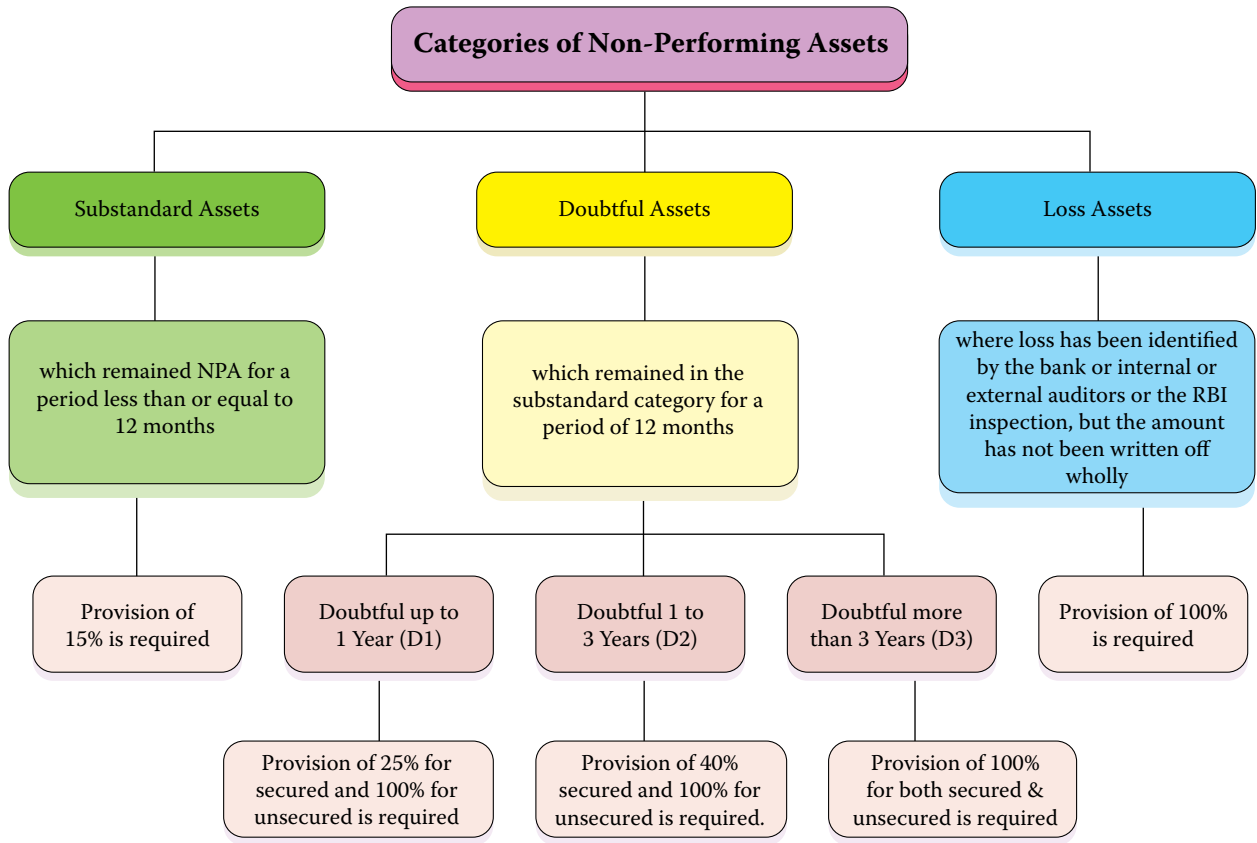 Categories of Non-Performing Assets
Substandard Assets
Doubtful Assets
Loss Assets
which remained NPA for a
period less than or equal to
12 months
which remained in the
substandard category for a
period of 12 months
where loss has been identified
by the bank or internal or
external auditors or the RBI
inspection, but the amount
has not been written off
wholly
Provision of
15% is required
Doubtful up to
1 Year (D1)
Doubtful 1 to
3 Years (D2)
Doubtful more
than 3 Years (D3)
Provision of 100%
is required
Provision of 25% for
secured and 100% for
unsecured is required
Provision of 40%
secured and 100% for
unsecured is required.
Provision of 100%
for both secured &
unsecured is required